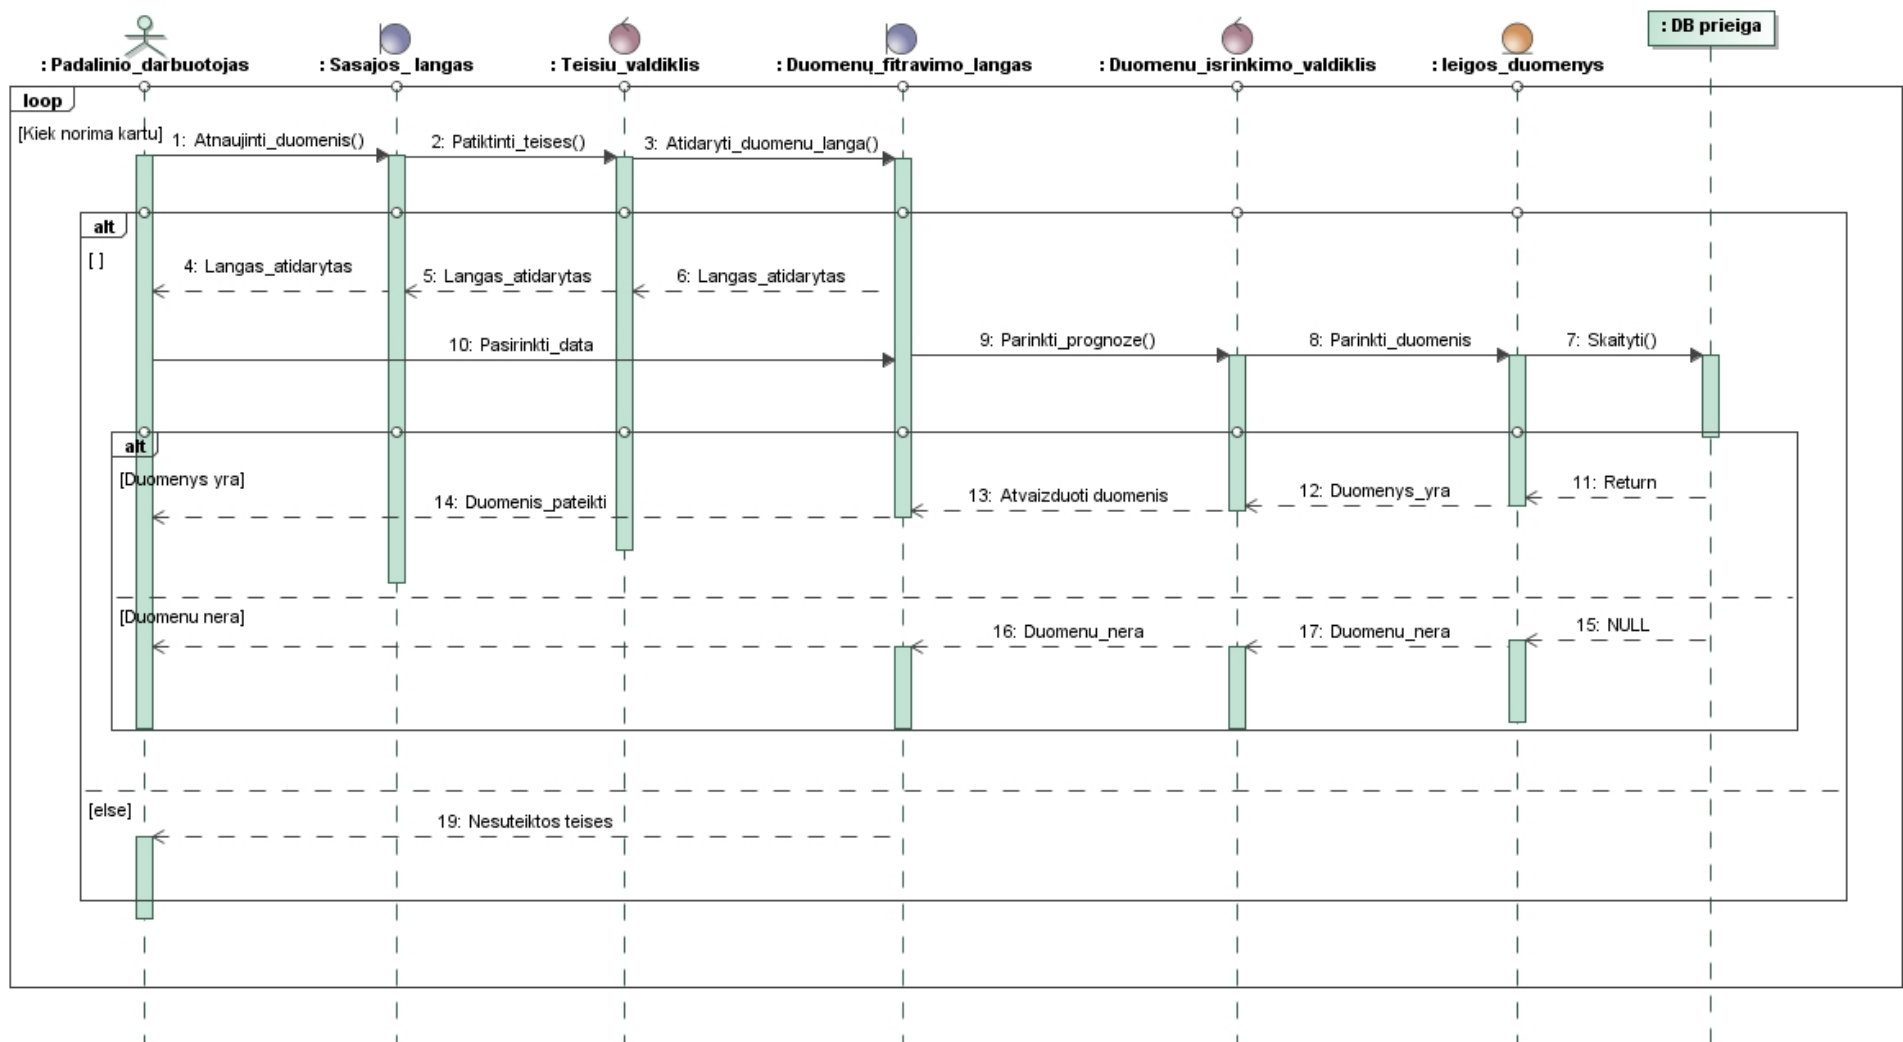 : Padalinio_darbuotojas
: Sasajos_langas
: Teisiu_valdiklis
: Duomenų_fitravimo_langas
: Duomenu_isrinkimo_valdiklis
: Ieigos_duomenys
: DB prieiga
loop
[Kiek norima kartu]
1: Atnaujinti_duomenis()
2: Patiktinti_teises()
3: Atidaryti_duomenu_langa()
alt
[ ]
4: Langas_atidarytas
5: Langas_atidarytas
6: Langas_atidarytas
10: Pasirinkti_data
9: Parinkti_prognoze()
8: Parinkti_duomenis
7: Skaityti()
alt
[Duomenys yra]
14: Duomenis_pateikti
13: Atvaizduoti duomenis
12: Duomenys_yra
11: Return
[Duomenu nera]
16: Duomenu_nera
17: Duomenu_nera
15: NULL
[else]
19: Nesuteiktos teises